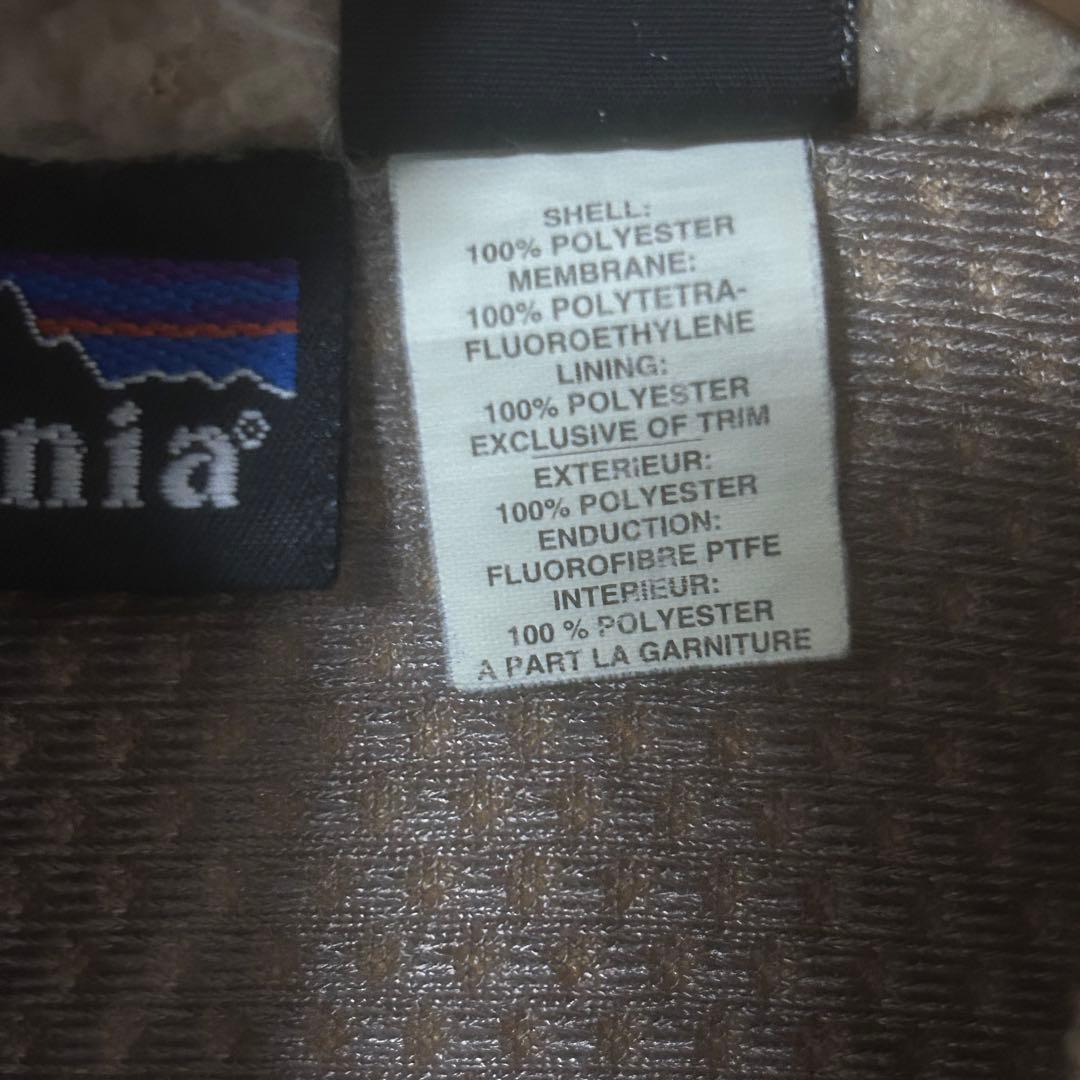 nia®
SHELL:
100% POLYESTER
MEMBRANE:
100% POLYTETRA-
FLUOROETHYLENE
LINING:
100% POLYESTER
EXCLUSIVE OF TRIM
EXTERIEUR:
100% POLYESTER
ENDUCTION:
FLUOROFIBRE PTFE
INTERIEUR:
100 % POLYESTER
A PART LA GARNITURE